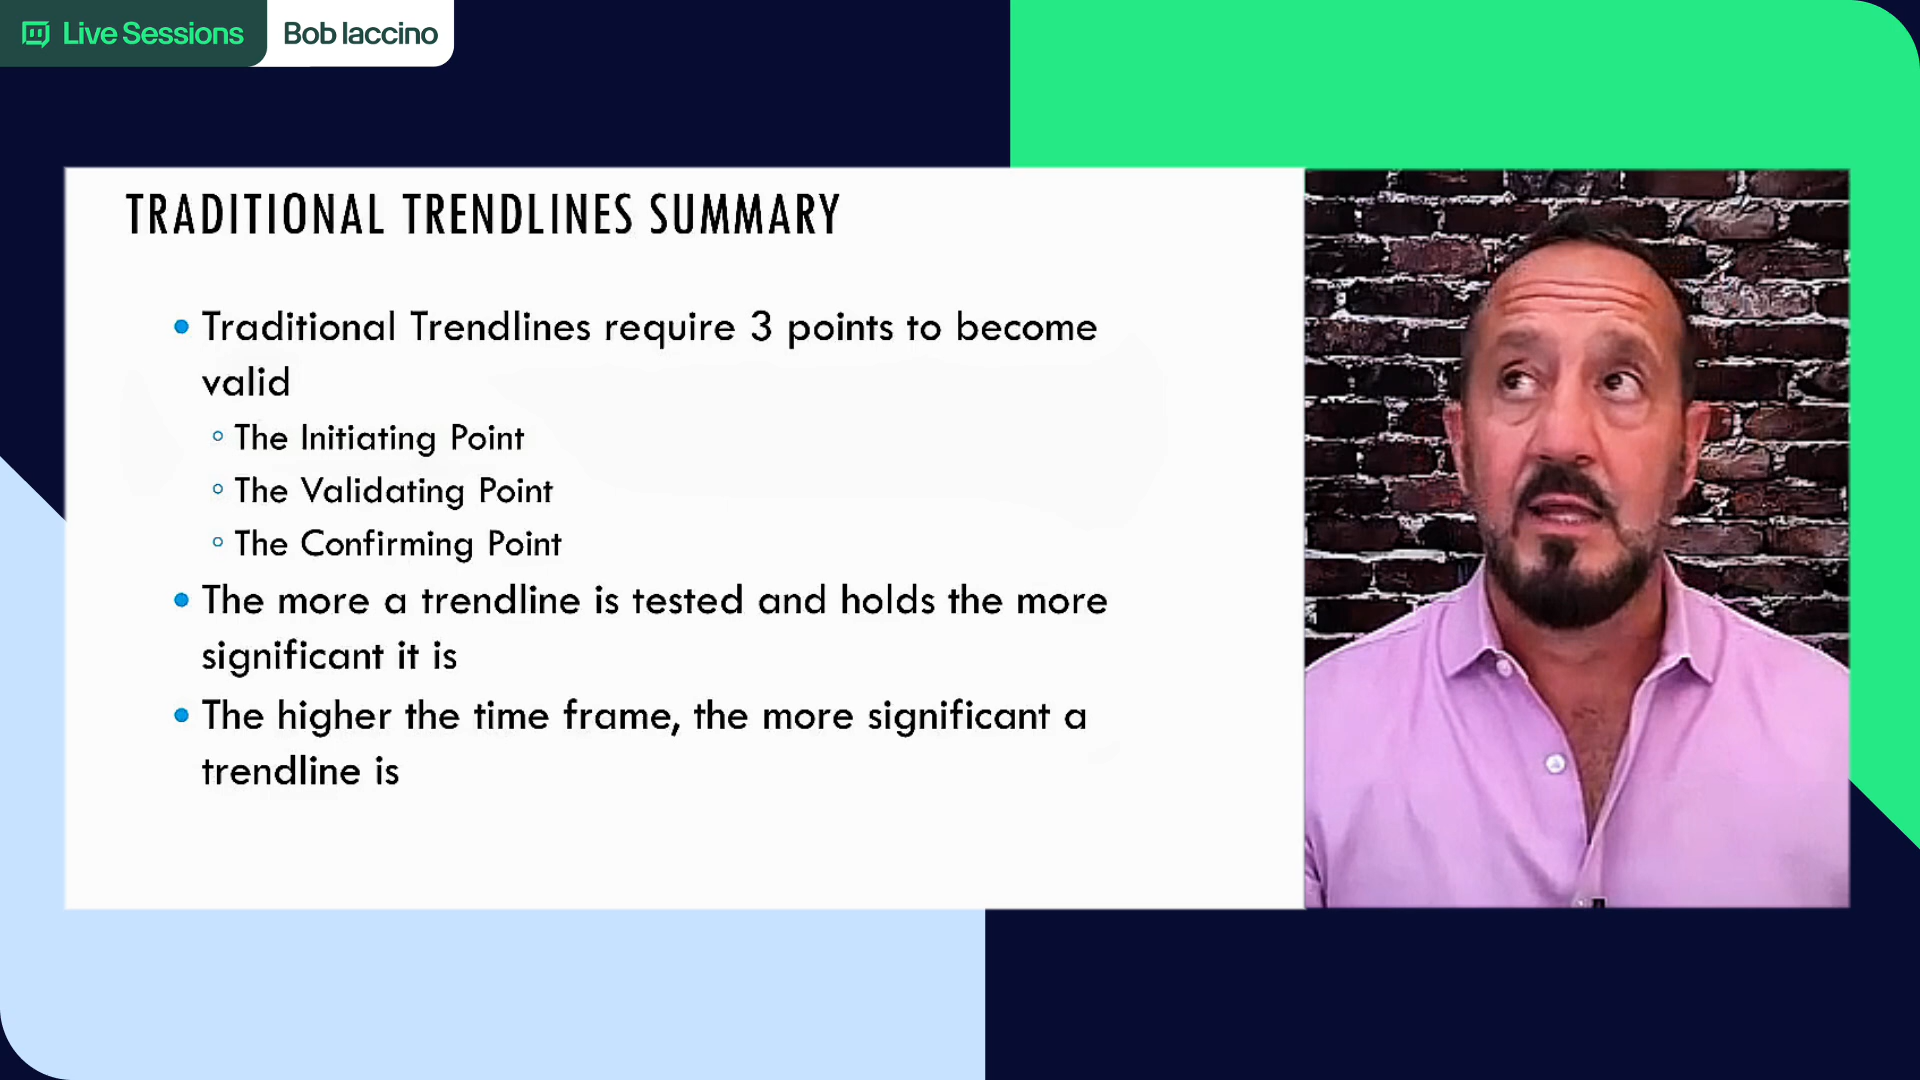 Live Sessions
Bob Iaccino
TRADITIONAL TRENDLINES SUMMARY
Traditional Trendlines require 3 points to become
valid
The Initiating Point
The Validating Point
The Confirming Point
The more a trendline is tested and holds the more
significant it is
The higher the time frame, the more significant a
trendline is